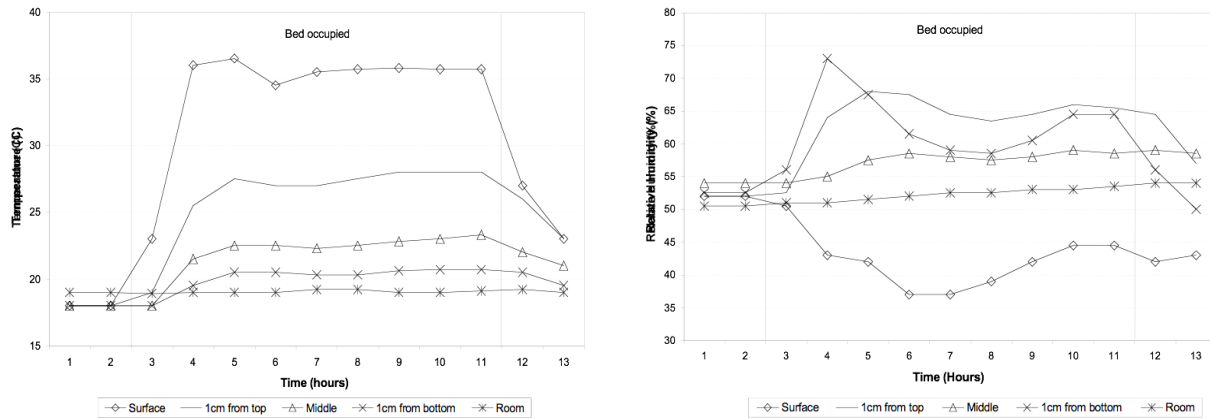 40
35
30
25
20
15
Bed occupied
1 2 3 4 5 6 7 8 9 10 11 12 13
Time (hours)
Surface 1cm from top Middle 1cm from bottom Room
80
75
70
65
60
55
50
45
40
35
30
Bed occupied
1 2 3 4 5 6 7 8 9 10 11 12 13
Time (Hours)
Surface 1cm from top Middle 1cm from bottom Room